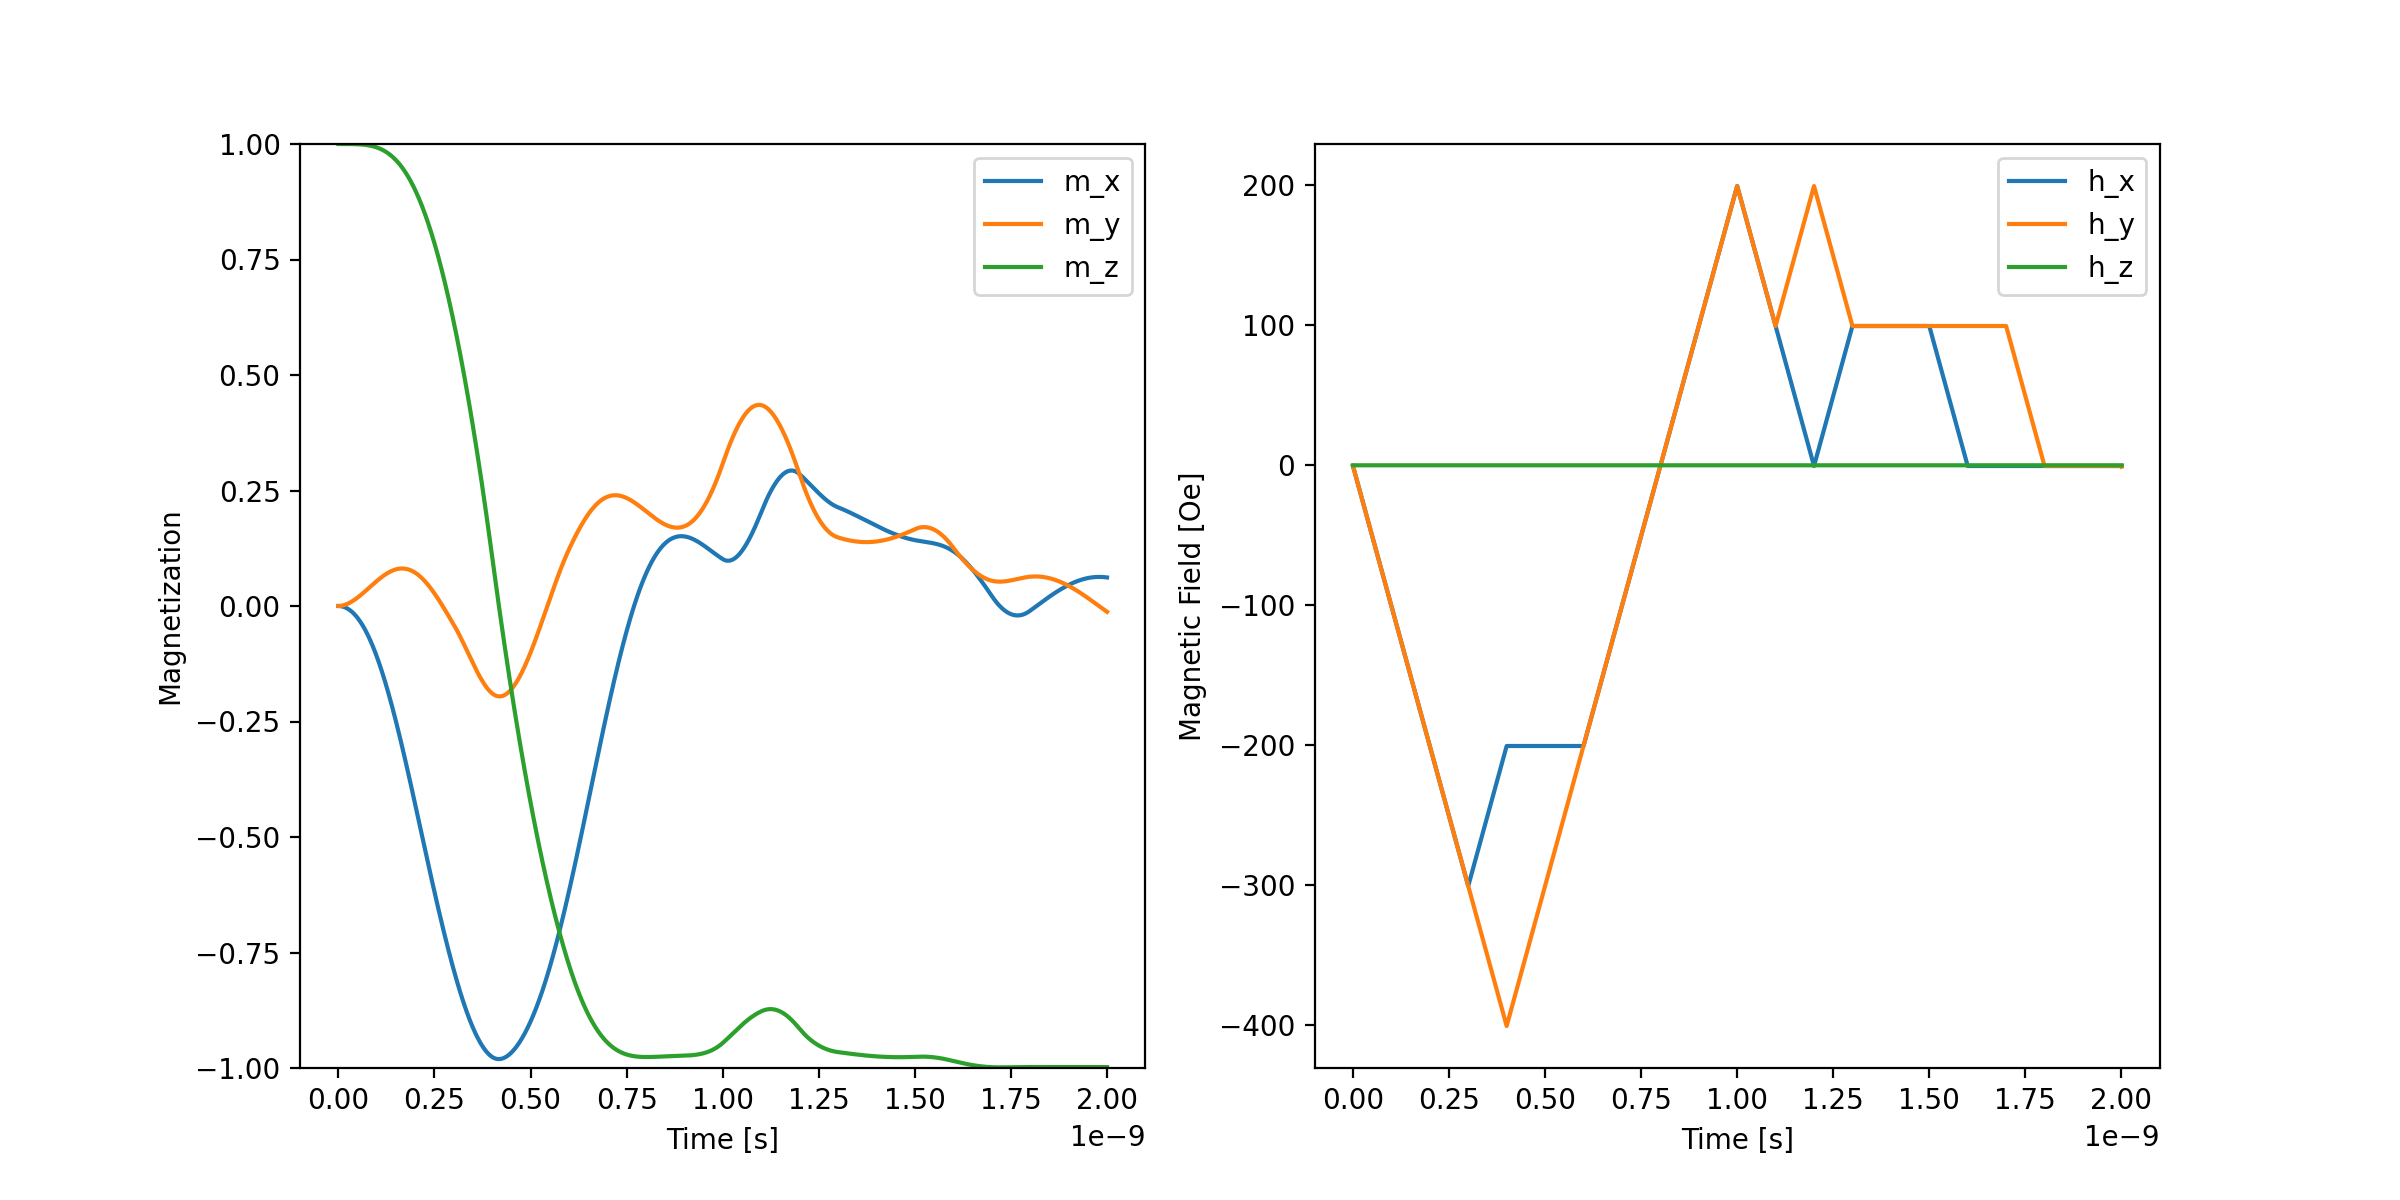 1.00
0.75
0.50
0.25
0.00
−0.25
−0.50
−0.75
−1.00
Magnetization
0.00 0.25 0.50 0.75 1.00 1.25 1.50 1.75 2.00
Time [s]
1e−9
m_x
m_y
m_z
200
100
0
−100
−200
−300
−400
Magnetic Field [Oe]
0.00 0.25 0.50 0.75 1.00 1.25 1.50 1.75 2.00
Time [s]
1e−9
h_x
h_y
h_z